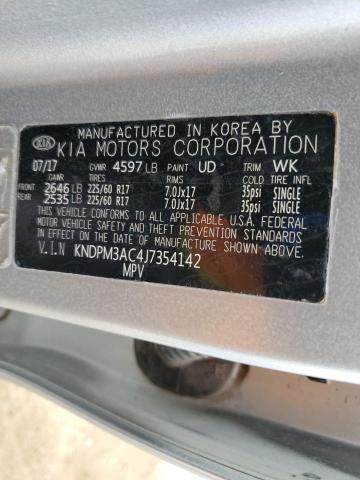 MANUFACTURED IN KOREA BY
KIA KIA MOTORS CORPORATION
07/17 GVWR 4597 LB PAINT UD TRIM WK
GAWR TIRES RIMS COLD TIRE INFL
FRONT 2646 LB 225/60 R17 7.0Jx17 35psi SINGLE
REAR 2535 LB 225/60 R17 7.0Jx17 35psi SINGLE
THIS VEHICLE CONFORMS TO ALL APPLICABLE U.S.A. FEDERAL
MOTOR VEHICLE SAFETY AND THEFT PREVENTION STANDARDS
IN EFFECT ON THE DATE OF MANUFACTURE SHOWN ABOVE.
V.I.N KNDPM3AC4J7354142
MPV